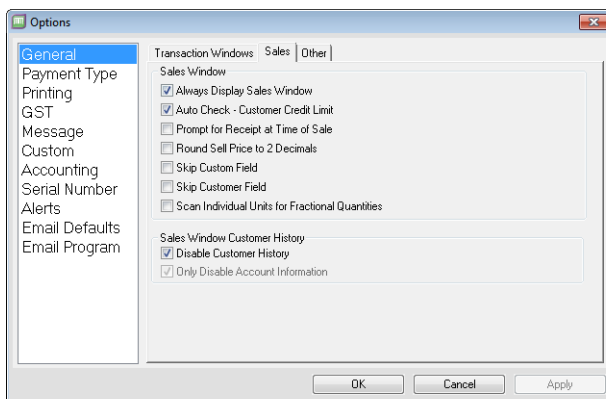 Options
General
Payment Type
Printing
GST
Message
Custom
Accounting
Serial Number
Alerts
Email Defaults
Email Program
Transaction Windows Sales Other
Sales Window
Always Display Sales Window
Auto Check - Customer Credit Limit
Prompt for Receipt at Time of Sale
Round Sell Price to 2 Decimals
Skip Custom Field
Skip Customer Field
Scan Individual Units for Fractional Quantities
Sales Window Customer History
Disable Customer History
Only Disable Account Information
OK Cancel Apply